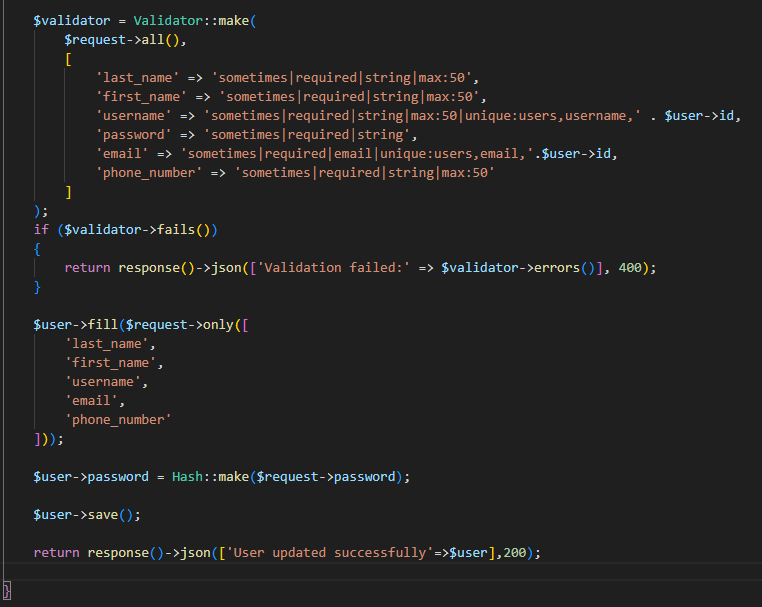 $validator = Validator::make(
    $request->all(),
    [
        'last_name' => 'sometimes|required|string|max:50',
        'first_name' => 'sometimes|required|string|max:50',
        'username' => 'sometimes|required|string|max:50|unique:users,username,' . $user->id,
        'password' => 'sometimes|required|string',
        'email' => 'sometimes|required|email|unique:users,email,'.$user->id,
        'phone_number' => 'sometimes|required|string|max:50'
    ]
);
if ($validator->fails())
{
    return response()->json(['Validation failed:' => $validator->errors()], 400);
}
$user->fill($request->only([
    'last_name',
    'first_name',
    'username',
    'email',
    'phone_number'
]));
$user->password = Hash::make($request->password);
$user->save();
return response()->json(['User updated successfully'=>$user],200);
}